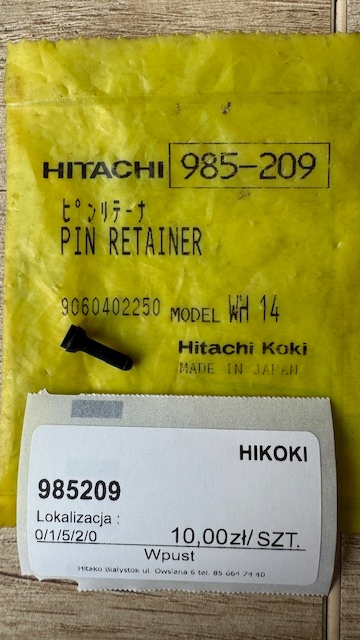 HITACHI 985-209
ピンリテーナ
PIN RETAINER
9060402250 MODEL WH 14
Hitachi Koki
MADE IN JAPAN
HIKOKI
985209
Lokalizacja :
0/1/5/2/0 10,00zł/ SZT.
Wpust
Hitako Białystok ul. Owsiana 6 tel. 85 664 74 40